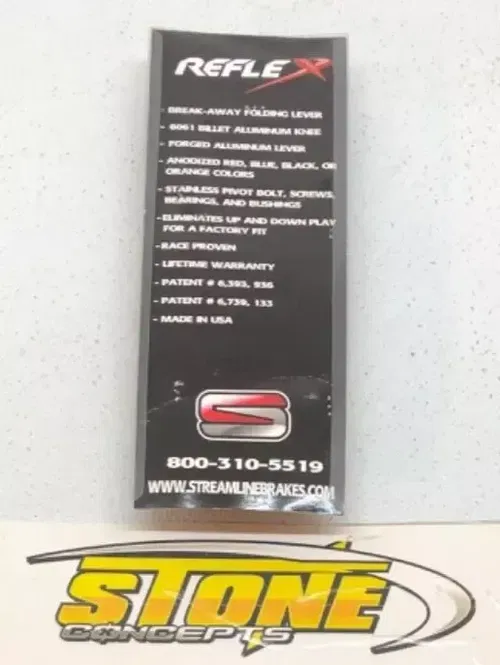 REFLEX
- BREAK-AWAY FOLDING LEVER
- 6061 BILLET ALUMINUM KNEE
- FORGED ALUMINUM LEVER
- ANODIZED RED, BLUE, BLACK, OR
ORANGE COLORS
- STAINLESS PIVOT BOLT, SCREWS,
BEARINGS, AND BUSHINGS
-ELIMINATES UP AND DOWN PLAY
FOR A FACTORY FIT
-RACE PROVEN
- LIFETIME WARRANTY
- PATENT # 6,393, 936
- PATENT # 6,739, 133
- MADE IN USA
S
800-310-5519
WWW.STREAMLINEBRAKES.COM
STONE
CONCEPTS